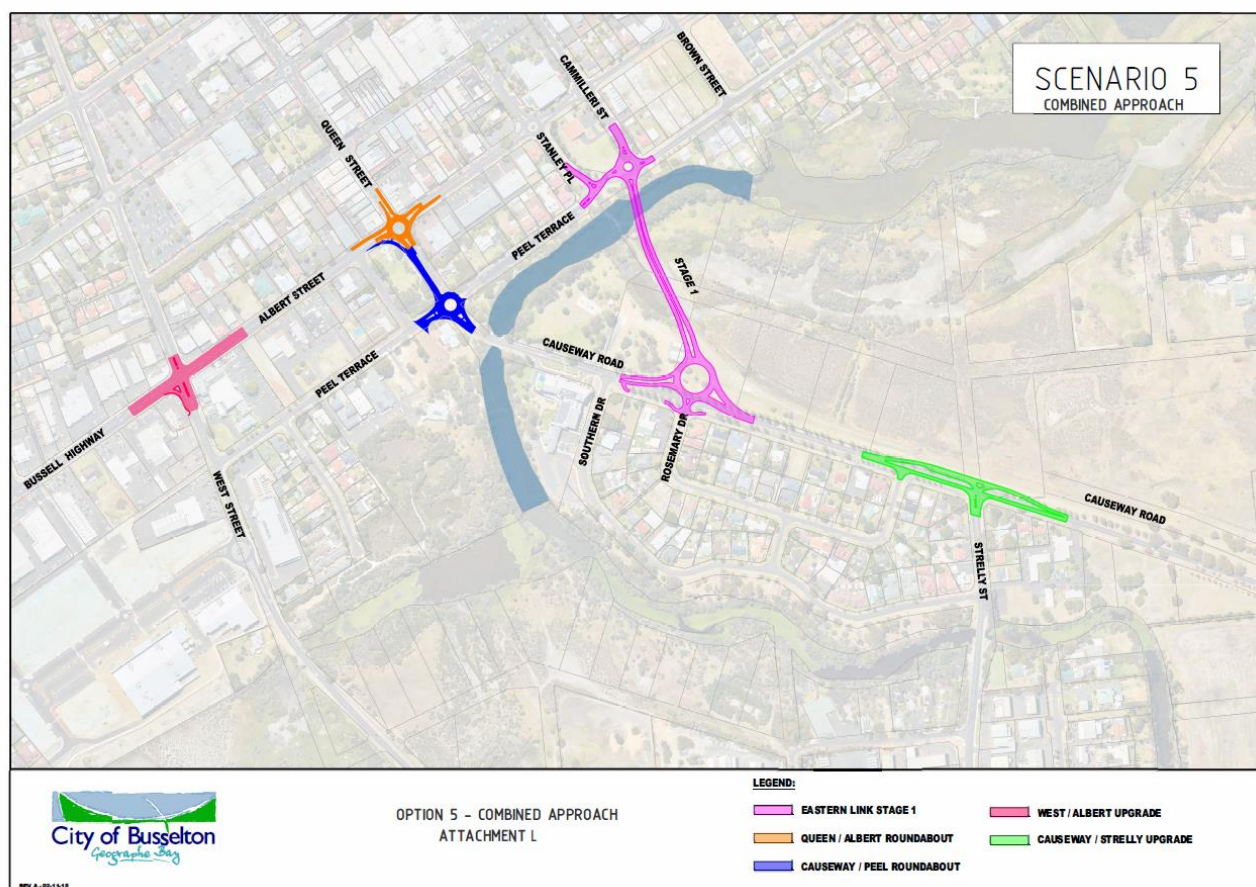 SCENARIO 5
COMBINED APPROACH
BROWN STREET
CAMMILLERI ST
QUEEN STREET
STANLEY PL
PEEL TERRACE
STAGE 1
ALBERT STREET
CAUSEWAY ROAD
PEEL TERRACE
SOUTHERN DR
ROSEMARY DR
BUSSELL HIGHWAY
WEST STREET
CAUSEWAY ROAD
STRELLY ST
City of Busselton
Geographe Bay
OPTION 5 - COMBINED APPROACH
ATTACHMENT L
LEGEND:
EASTERN LINK STAGE 1
QUEEN / ALBERT ROUNDABOUT
CAUSEWAY / PEEL ROUNDABOUT
WEST / ALBERT UPGRADE
CAUSEWAY / STRELLY UPGRADE